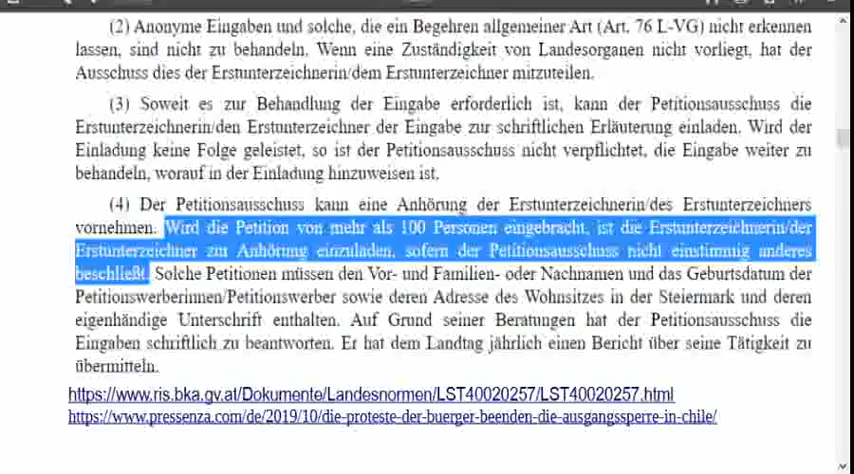 (2) Anonyme Eingaben und solche, die ein Begehren allgemeiner Art (Art. 76 L-VG) nicht erkennen
lassen, sind nicht zu behandeln. Wenn eine Zuständigkeit von Landesorganen nicht vorliegt, hat der
Ausschuss dies der Erstunterzeichnerin/dem Erstunterzeichner mitzuteilen.
(3) Soweit es zur Behandlung der Eingabe erforderlich ist, kann der Petitionsausschuss die
Erstunterzeichnerin/den Erstunterzeichner der Eingabe zur schriftlichen Erläuterung einladen. Wird der
Einladung keine Folge geleistet, so ist der Petitionsausschuss nicht verpflichtet, die Eingabe weiter zu
behandeln, worauf in der Einladung hinzuweisen ist.
(4) Der Petitionsausschuss kann eine Anhörung der Erstunterzeichnerin/des Erstunterzeichners
vornehmen. Wird die Petition von mehr als 100 Personen eingebracht, ist die Erstunterzeichnerin/der
Erstunterzeichner zur Anhörung einzuladen, sofern der Petitionsausschuss nicht einstimmig anderes
beschließt. Solche Petitionen müssen den Vor- und Familien- oder Nachnamen und das Geburtsdatum der
Petitionswerberinnen/Petitionswerber sowie deren Adresse des Wohnsitzes in der Steiermark und deren
eigenhändige Unterschrift enthalten. Auf Grund seiner Beratungen hat der Petitionsausschuss die
Eingaben schriftlich zu beantworten. Er hat dem Landtag jährlich einen Bericht über seine Tätigkeit zu
übermitteln.
https://www.ris.bka.gv.at/Dokumente/Landesnormen/LST40020257/LST40020257.html
https://www.pressenza.com/de/2019/10/die-proteste-der-buerger-beenden-die-ausgangssperre-in-chile/